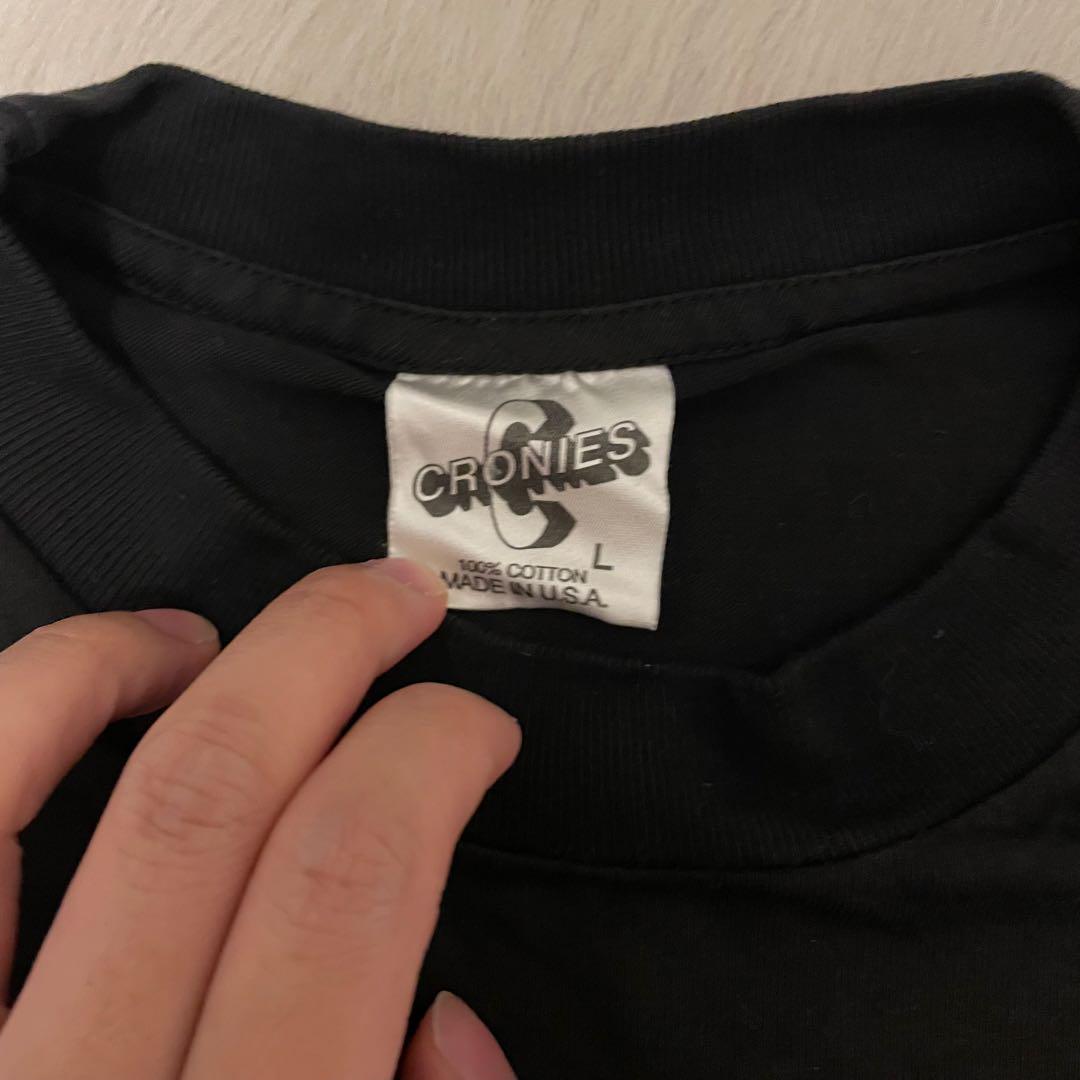 C
CRONIES
L
100% COTTON
MADE IN U.S.A.